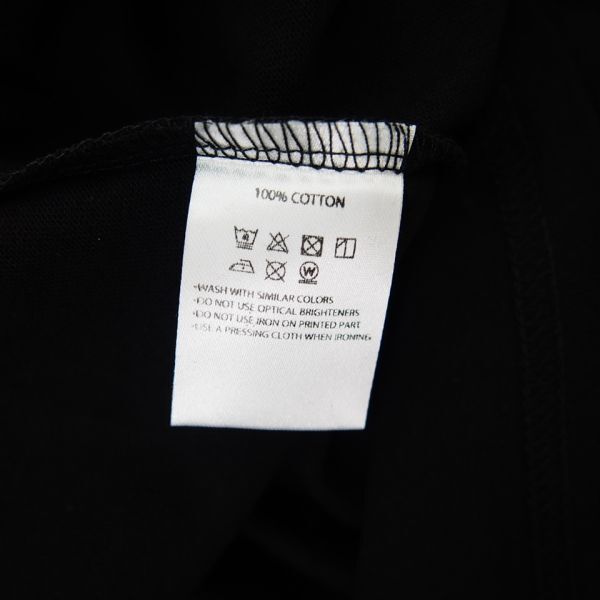 100% COTTON
W
·WASH WITH SIMILAR COLORS
·DO NOT USE OPTICAL BRIGHTENERS
·DO NOT USE IRON ON PRINTED PART
·USE A PRESSING CLOTH WHEN IRONING